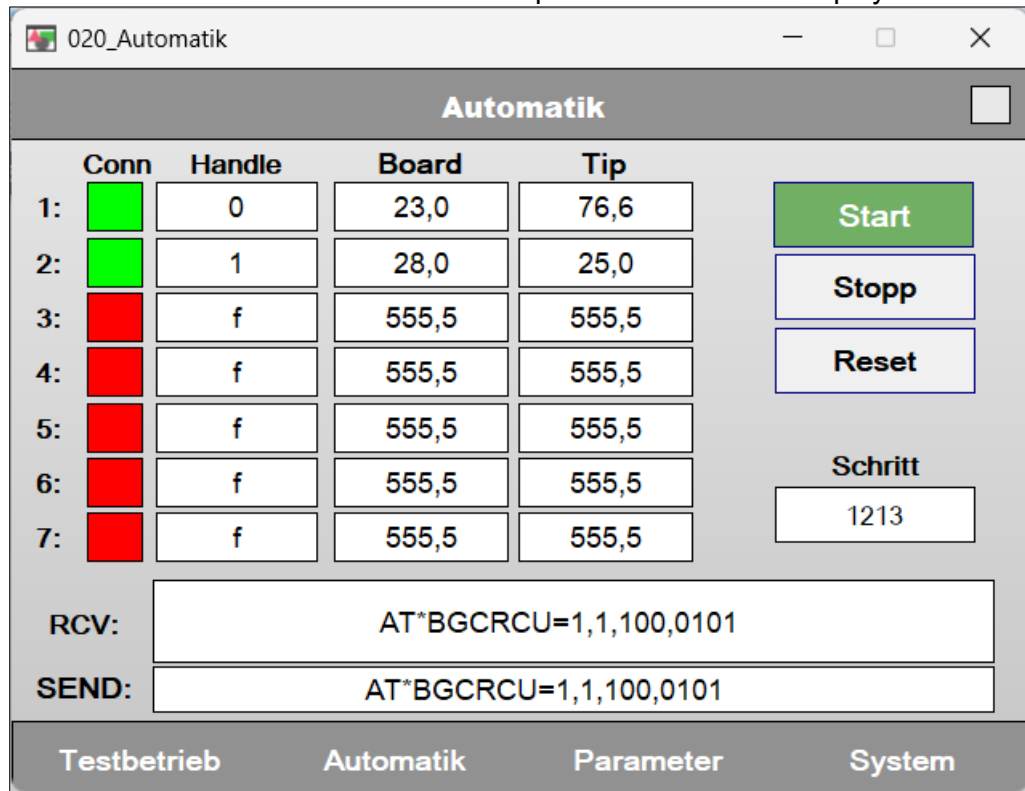 020_Automatik
Automatik
Conn Handle Board Tip
1: 0 23,0 76,6
Start
2: 1 28,0 25,0
Stopp
3: f 555,5 555,5
Reset
4: f 555,5 555,5
5: f 555,5 555,5
Schritt
6: f 555,5 555,5
1213
7: f 555,5 555,5
RCV: AT*BGCRCU=1,1,100,0101
SEND: AT*BGCRCU=1,1,100,0101
Testbetrieb Automatik Parameter System